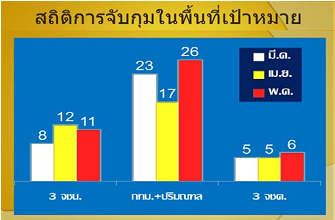 สถิติการจับกุมในพื้นที่เป้าหมาย
23
26
17
8
12
11
5
5
6
มี.ค.
เม.ย.
พ.ค.
3 จชน.
กทม.+ปริมณฑล
3 จชต.